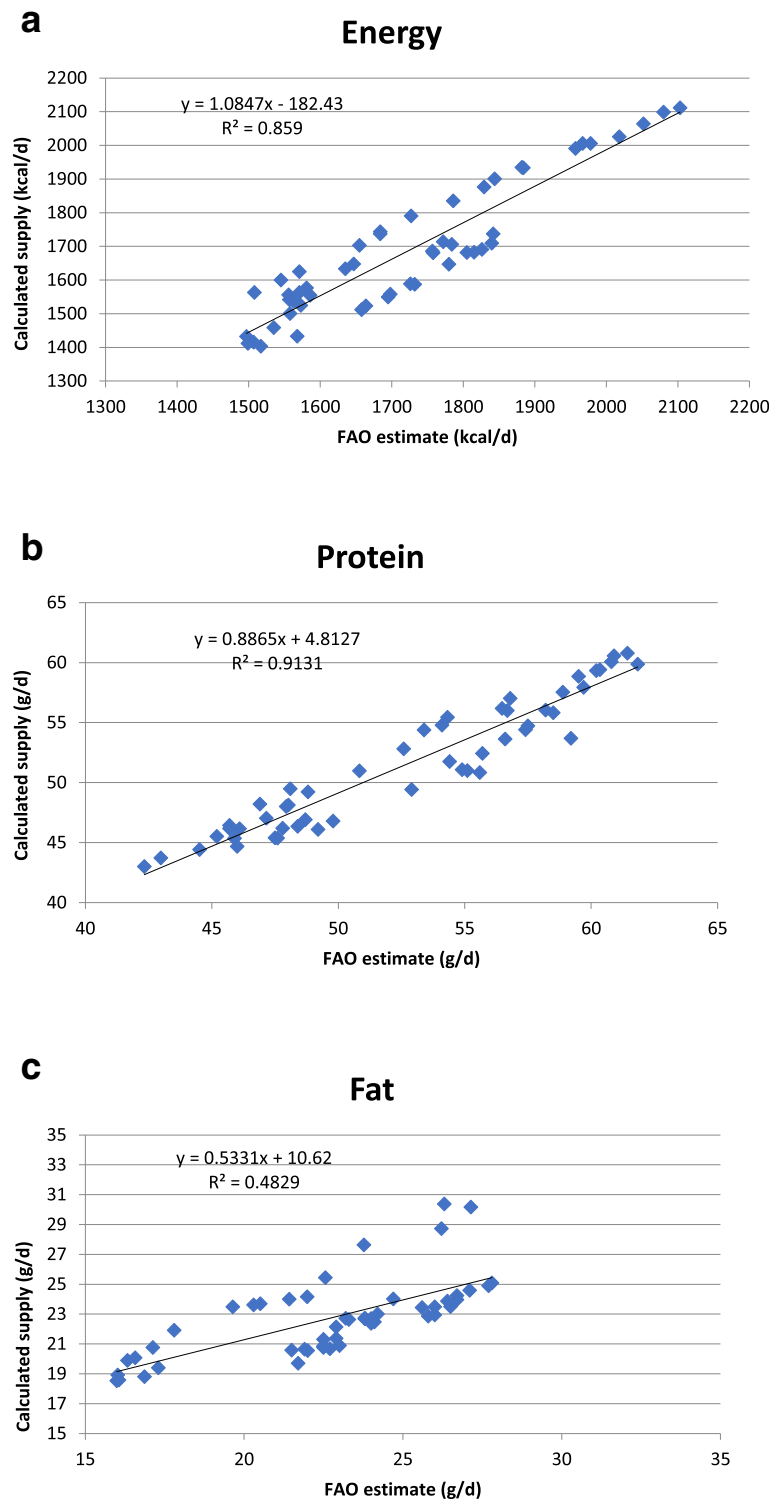 a
Energy
2200
2100
2000
1900
1800
1700
1600
1500
1400
1300
y = 1.0847x - 182.43
R² = 0.859
Calculated supply (kcal/d)
1300 1400 1500 1600 1700 1800 1900 2000 2100 2200
FAO estimate (kcal/d)
b
Protein
65
60
55
50
45
40
y = 0.8865x + 4.8127
R² = 0.9131
Calculated supply (g/d)
40 45 50 55 60 65
FAO estimate (g/d)
c
Fat
35
33
31
29
27
25
23
21
19
17
15
y = 0.5331x + 10.62
R² = 0.4829
Calculated supply (g/d)
15 20 25 30 35
FAO estimate (g/d)